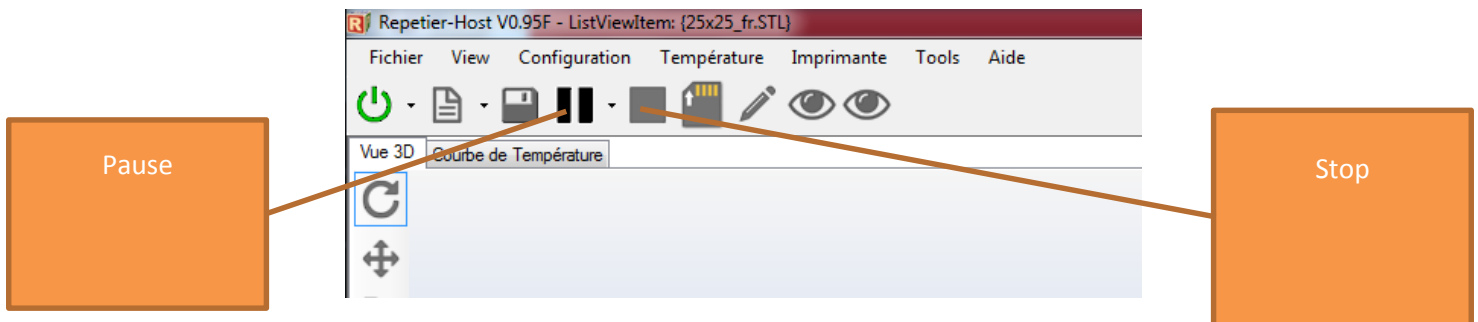 Repetier-Host V0.95F - ListViewItem: {25x25_fr.STL}
Fichier View Configuration Température Imprimante Tools Aide
Vue 3D Courbe de Température
Pause
Stop